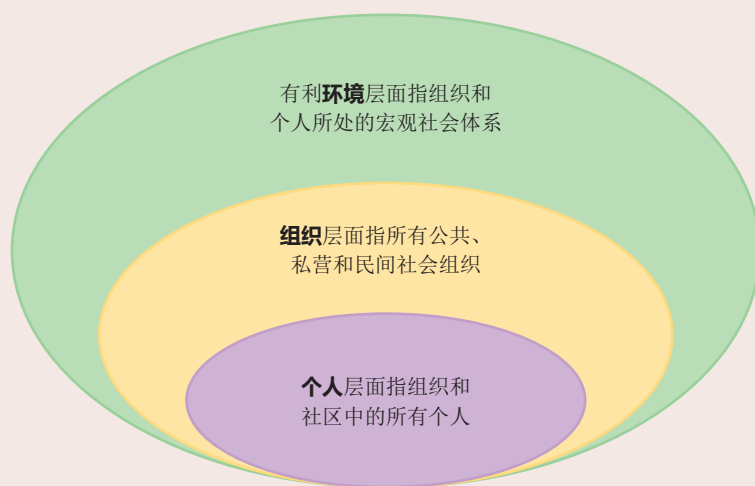 有利环境层面指组织和
个人所处的宏观社会体系
组织层面指所有公共、
私营和民间社会组织
个人层面指组织和
社区中的所有个人